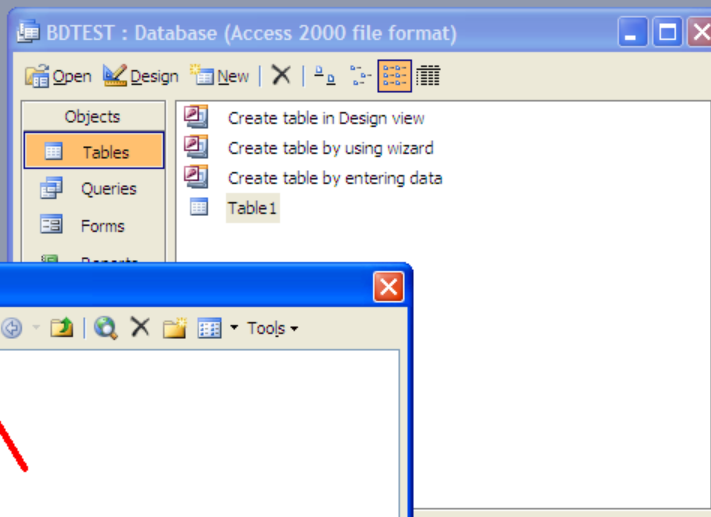 BDTEST : Database (Access 2000 file format)
Open Design New
Objects
Tables
Queries
Forms
Reports
Create table in Design view
Create table by using wizard
Create table by entering data
Table1
Tools